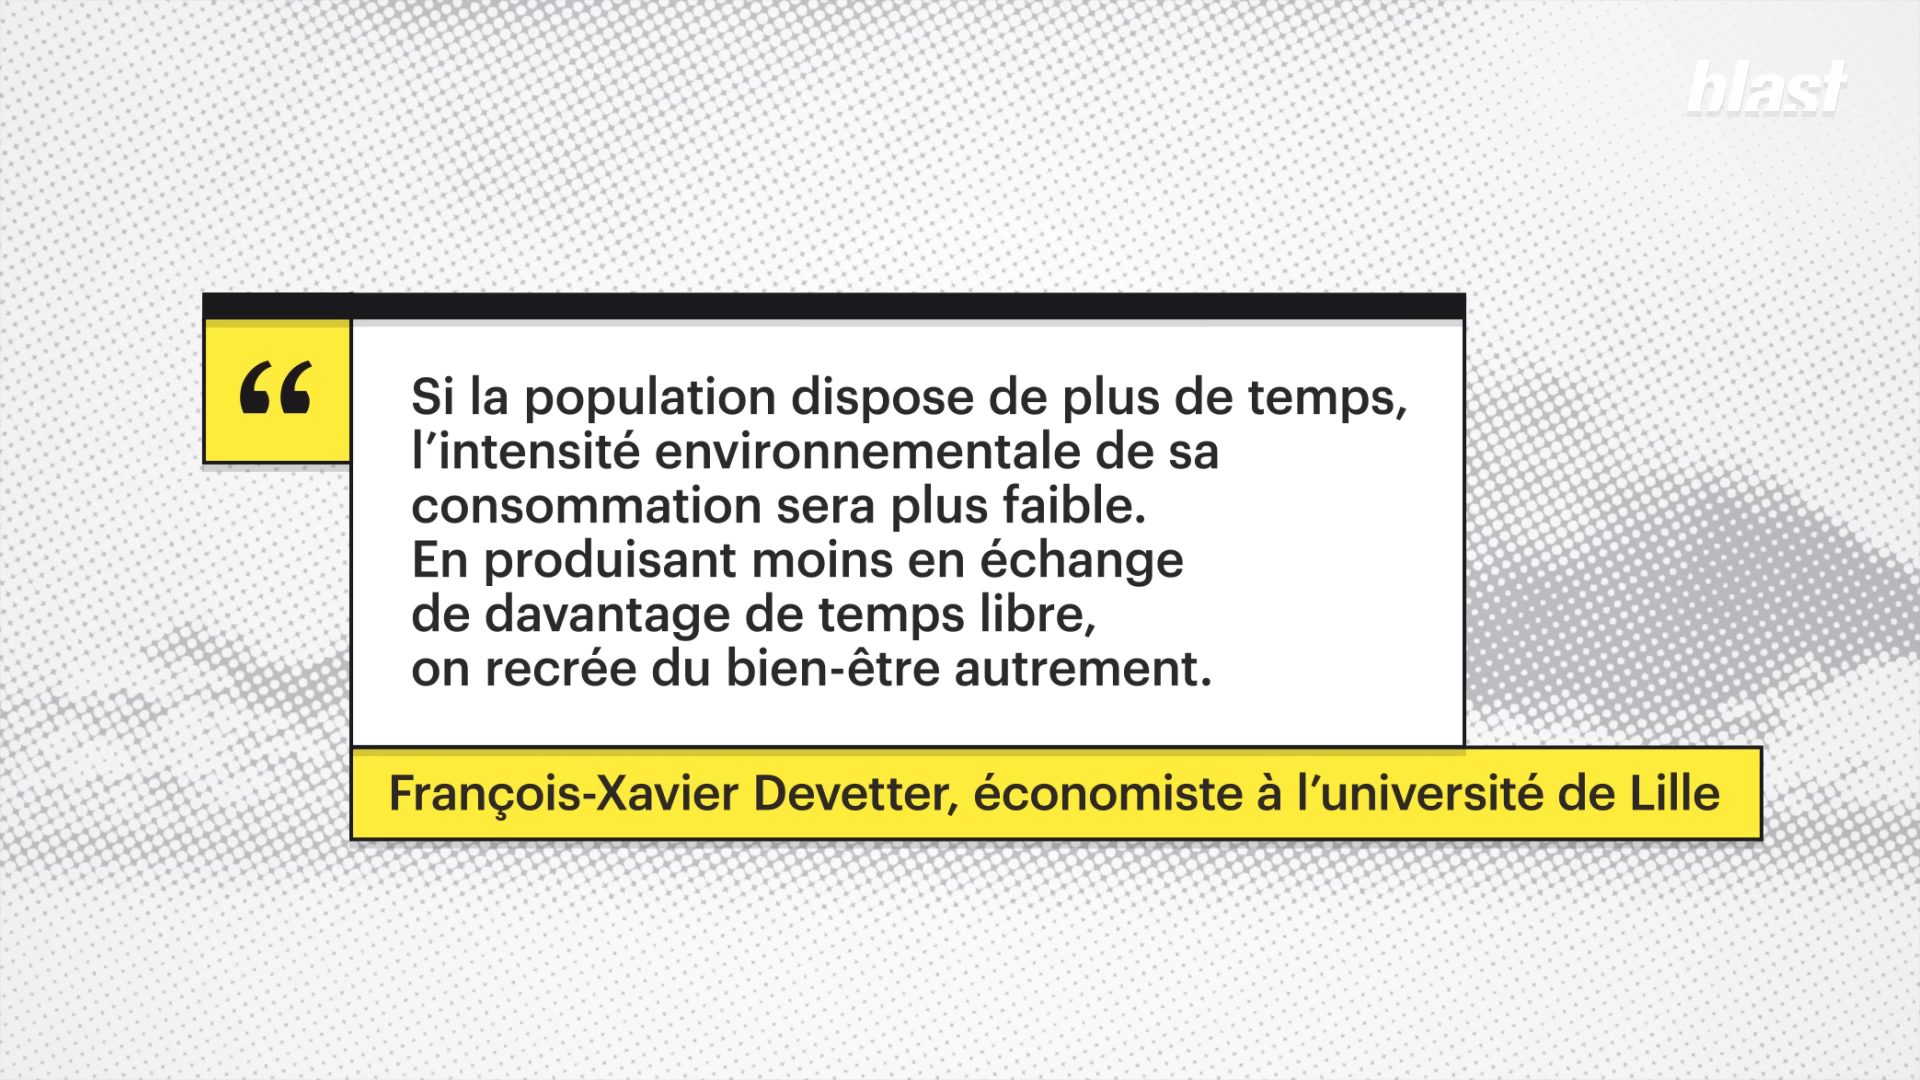 blast
“
Si la population dispose de plus de temps,
l’intensité environnementale de sa
consommation sera plus faible.
En produisant moins en échange
de davantage de temps libre,
on recrée du bien-être autrement.
François-Xavier Devetter, économiste à l’université de Lille